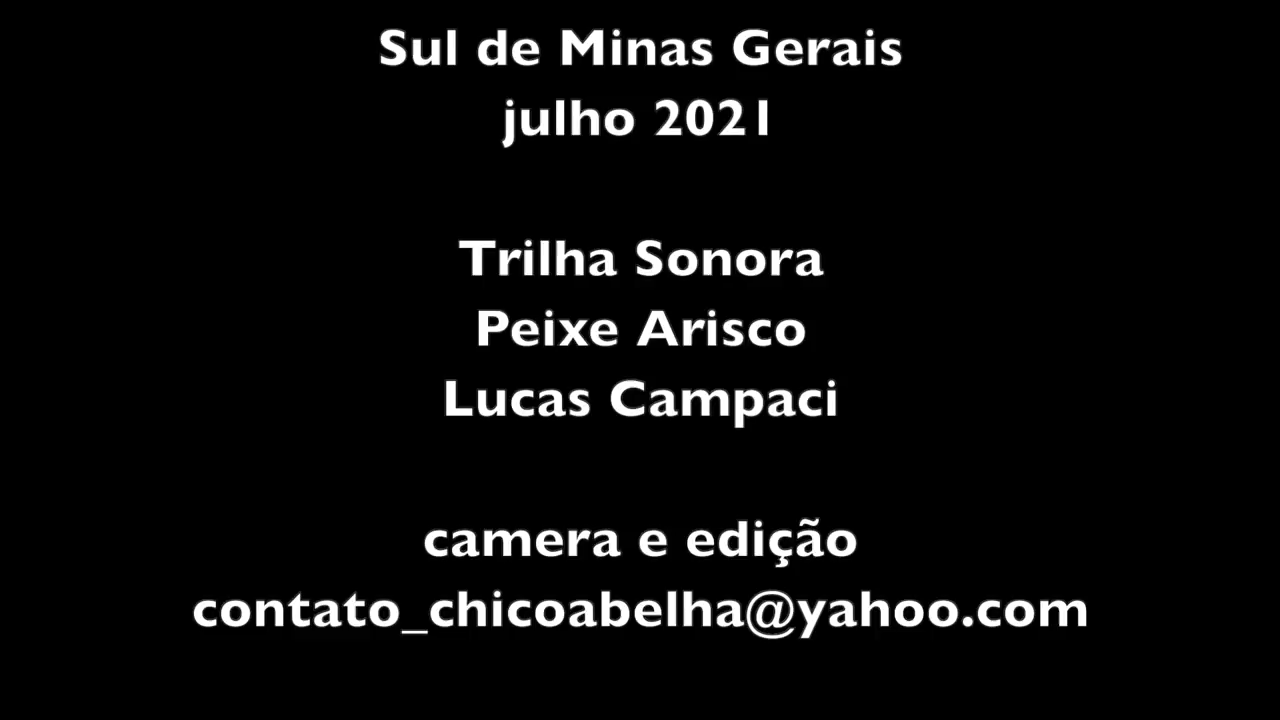 Sul de Minas Gerais
julho 2021
Trilha Sonora
Peixe Arisco
Lucas Campaci
camera e edição
contato_chicoabelha@yahoo.com